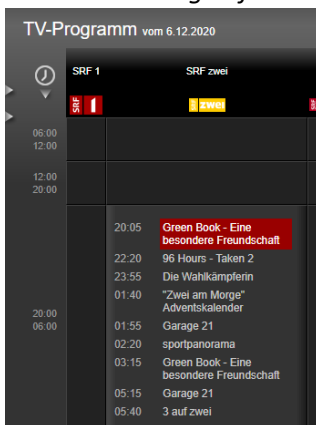 TV-Programm vom 6.12.2020
SRF 1
SRF zwei
SRF 1
SRF zwei
SRF
06:00
12:00
12:00
20:00
20:00
06:00
20:05 Green Book - Eine
besondere Freundschaft
22:20 96 Hours - Taken 2
23:55 Die Wahlkämpferin
01:40 "Zwei am Morge"
Adventskalender
01:55 Garage 21
02:20 sportpanorama
03:15 Green Book - Eine
besondere Freundschaft
05:15 Garage 21
05:40 3 auf zwei